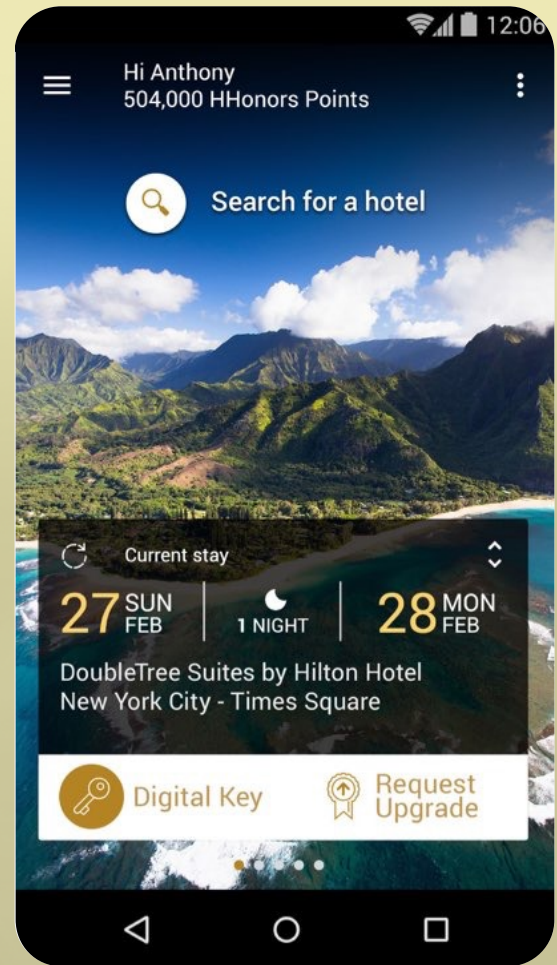 12:06
Hi Anthony
504,000 HHonors Points
Search for a hotel
Current stay
27 SUN FEB
1 NIGHT
28 MON FEB
DoubleTree Suites by Hilton Hotel
New York City - Times Square
Digital Key
Request
Upgrade